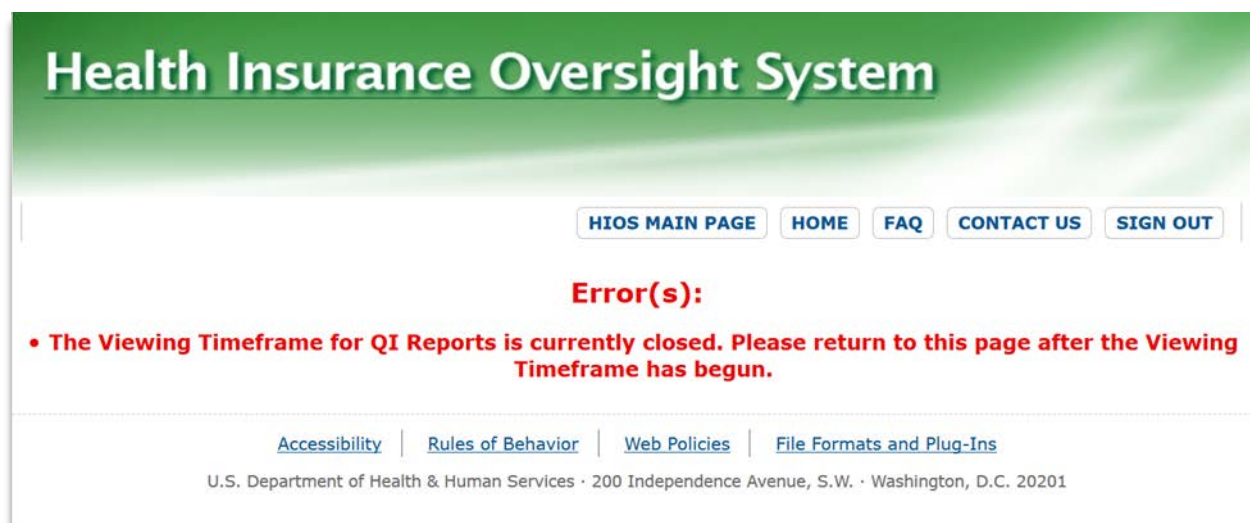 Health Insurance Oversight System
HIOS MAIN PAGE HOME FAQ CONTACT US SIGN OUT
Error(s):
• The Viewing Timeframe for QI Reports is currently closed. Please return to this page after the Viewing
Timeframe has begun.
Accessibility Rules of Behavior Web Policies File Formats and Plug-Ins
U.S. Department of Health & Human Services · 200 Independence Avenue, S.W. · Washington, D.C. 20201